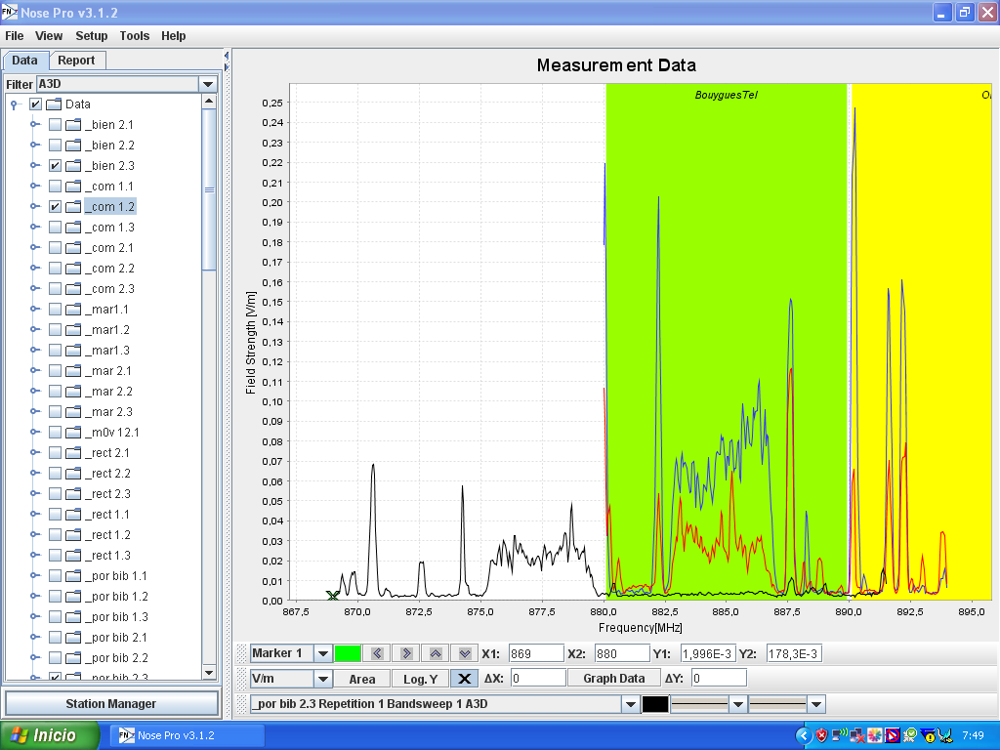 FN Nose Pro v3.1.2
File View Setup Tools Help
Data Report
Filter A3D
Data
_bien 2.1
_bien 2.2
_bien 2.3
_com 1.1
_com 1.2
_com 1.3
_com 2.1
_com 2.2
_com 2.3
_mar1.1
_mar1.2
_mar1.3
_mar 2.1
_mar 2.2
_mar 2.3
_m0v 12.1
_rect 2.1
_rect 2.2
_rect 2.3
_rect 1.1
_rect 1.2
_rect 1.3
_por bib 1.1
_por bib 1.2
_por bib 1.3
_por bib 2.1
_por bib 2.2
_por bib 2.3
Station Manager
Measurement Data
BouyguesTel
Field Strength [V/m]
0,25
0,24
0,23
0,22
0,21
0,20
0,19
0,18
0,17
0,16
0,15
0,14
0,13
0,12
0,11
0,10
0,09
0,08
0,07
0,06
0,05
0,04
0,03
0,02
0,01
0,00
867,5 870,0 872,5 875,0 877,5 880,0 882,5 885,0 887,5 890,0 892,5 895,0
Frequency[MHz]
Marker 1 X1: 869 X2: 880 Y1: 1,996E-3 Y2: 178,3E-3
V/m Area Log. Y X ΔX: 0 Graph Data ΔY: 0
_por bib 2.3 Repetition 1 Bandsweep 1 A3D
Inicio FN Nose Pro v3.1.2 7:49